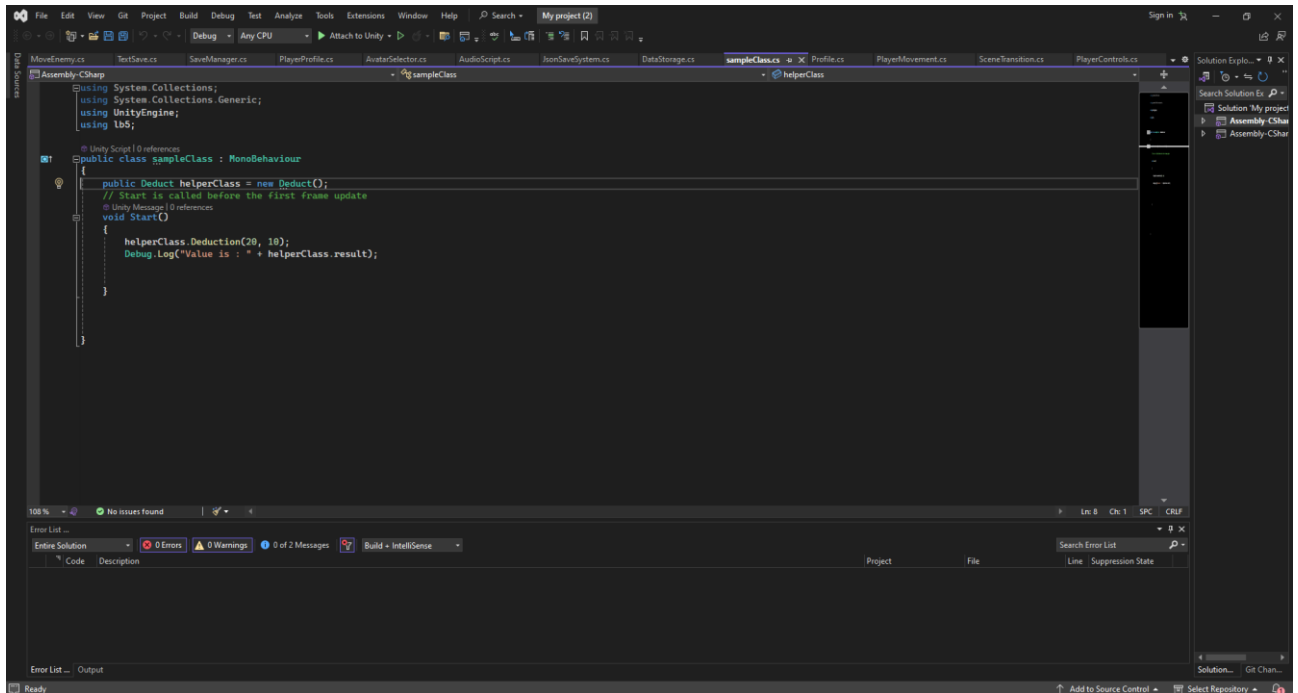 File Edit View Git Project Build Debug Test Analyze Tools Extensions Window Help Search My project (2) Sign in
Debug Any CPU Attach to Unity
MoveEnemy.cs TestSave.cs SaveManager.cs PlayerProfile.cs AvatarSelector.cs AudioScript.cs JsonSaveSystem.cs DataStorage.cs sampleClass.cs Profile.cs PlayerMovement.cs SceneTransition.cs PlayerControls.cs Solution Explo...
Data Sources
Assembly-CSharp sampleClass helperClass
Search Solution Ex
Solution 'My project
Assembly-CShar
Assembly-CShar
using System.Collections;
using System.Collections.Generic;
using UnityEngine;
using lb5;
Unity Script | 0 references
public class sampleClass : MonoBehaviour
{
public Deduct helperClass = new Deduct();
// Start is called before the first frame update
Unity Message | 0 references
void Start()
{
helperClass.Deduction(20, 10);
Debug.Log("Value is : " + helperClass.result);
}
}
108 % No issues found Ln: 8 Ch: 1 SPC CRLF
Error List ...
Entire Solution 0 Errors 0 Warnings 0 of 2 Messages Build + IntelliSense Search Error List
Code Description Project File Line Suppression State
Error List ... Output Solution... Git Chan...
Ready Add to Source Control Select Repository